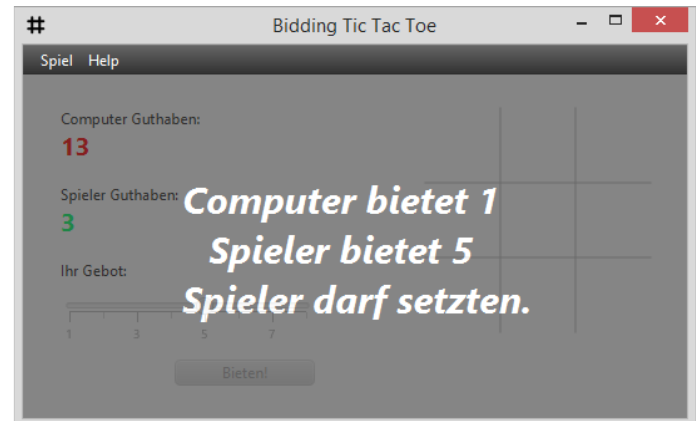 Bidding Tic Tac Toe
Spiel Help
Computer Guthaben:
13
Spieler Guthaben:
3
Ihr Gebot:
1 3 5 7
Bieten!
Computer bietet 1
Spieler bietet 5
Spieler darf setzten.